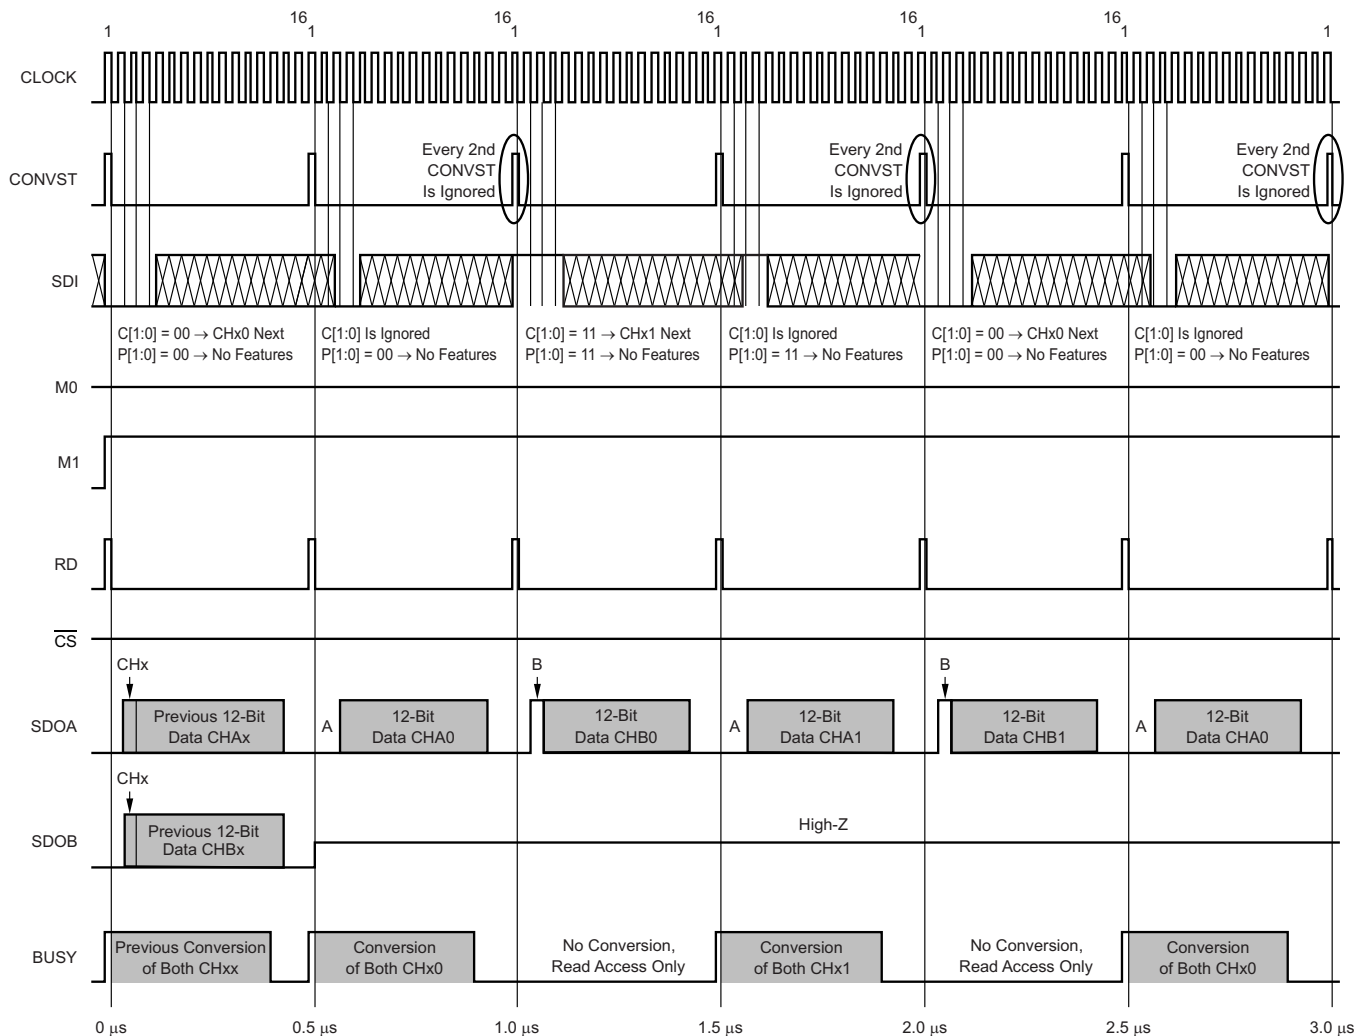 16 16 16 16 16
1 1 1 1 1 1 1
CLOCK
Every 2nd
CONVST
Is Ignored
Every 2nd
CONVST
Is Ignored
Every 2nd
CONVST
Is Ignored
CONVST
SDI
C[1:0] = 00 → CHx0 Next
P[1:0] = 00 → No Features
C[1:0] Is Ignored
P[1:0] = 00 → No Features
C[1:0] = 11 → CHx1 Next
P[1:0] = 11 → No Features
C[1:0] Is Ignored
P[1:0] = 11 → No Features
C[1:0] = 00 → CHx0 Next
P[1:0] = 00 → No Features
C[1:0] Is Ignored
P[1:0] = 00 → No Features
M0
M1
RD
CS
CHx
B
B
SDOA
Previous 12-Bit
Data CHAx
A
12-Bit
Data CHA0
12-Bit
Data CHB0
A
12-Bit
Data CHA1
12-Bit
Data CHB1
A
12-Bit
Data CHA0
CHx
SDOB
Previous 12-Bit
Data CHBx
High-Z
BUSY
Previous Conversion
of Both CHxx
Conversion
of Both CHx0
No Conversion,
Read Access Only
Conversion
of Both CHx1
No Conversion,
Read Access Only
Conversion
of Both CHx0
0 μs
0.5 μs
1.0 μs
1.5 μs
2.0 μs
2.5 μs
3.0 μs